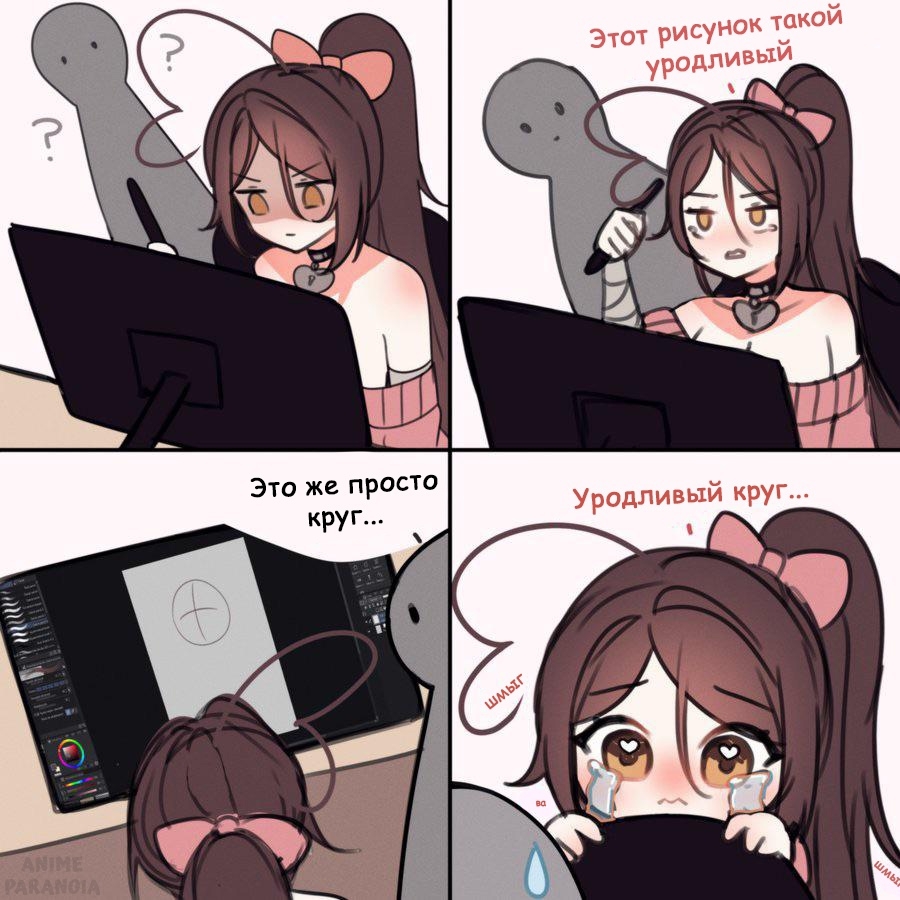 ?
?
Этот рисунок такой
уродливый
Это же просто
круг...
ANIME
PARANOIA
Уродливый круг...
шмыг
ва
шмыг